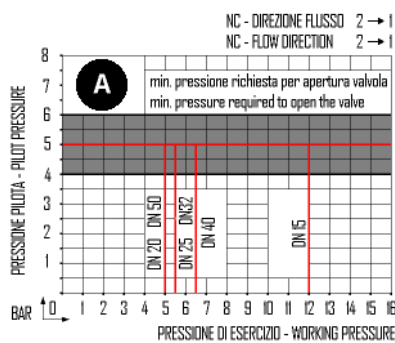 NC - DIREZIONE FLUSSO 2 → 1
NC - FLOW DIRECTION 2 → 1
A
min. pressione richiesta per apertura valvola
min. pressure required to open the valve
PRESSIONE PILOTA - PILOT PRESSURE
8
7
6
5
4
3
2
1
DN 20
DN 50
DN 25
DN32
DN 40
DN 15
BAR
0 1 2 3 4 5 6 7 8 9 10 11 12 13 14 15 16
PRESSIONE DI ESERCIZIO - WORKING PRESSURE